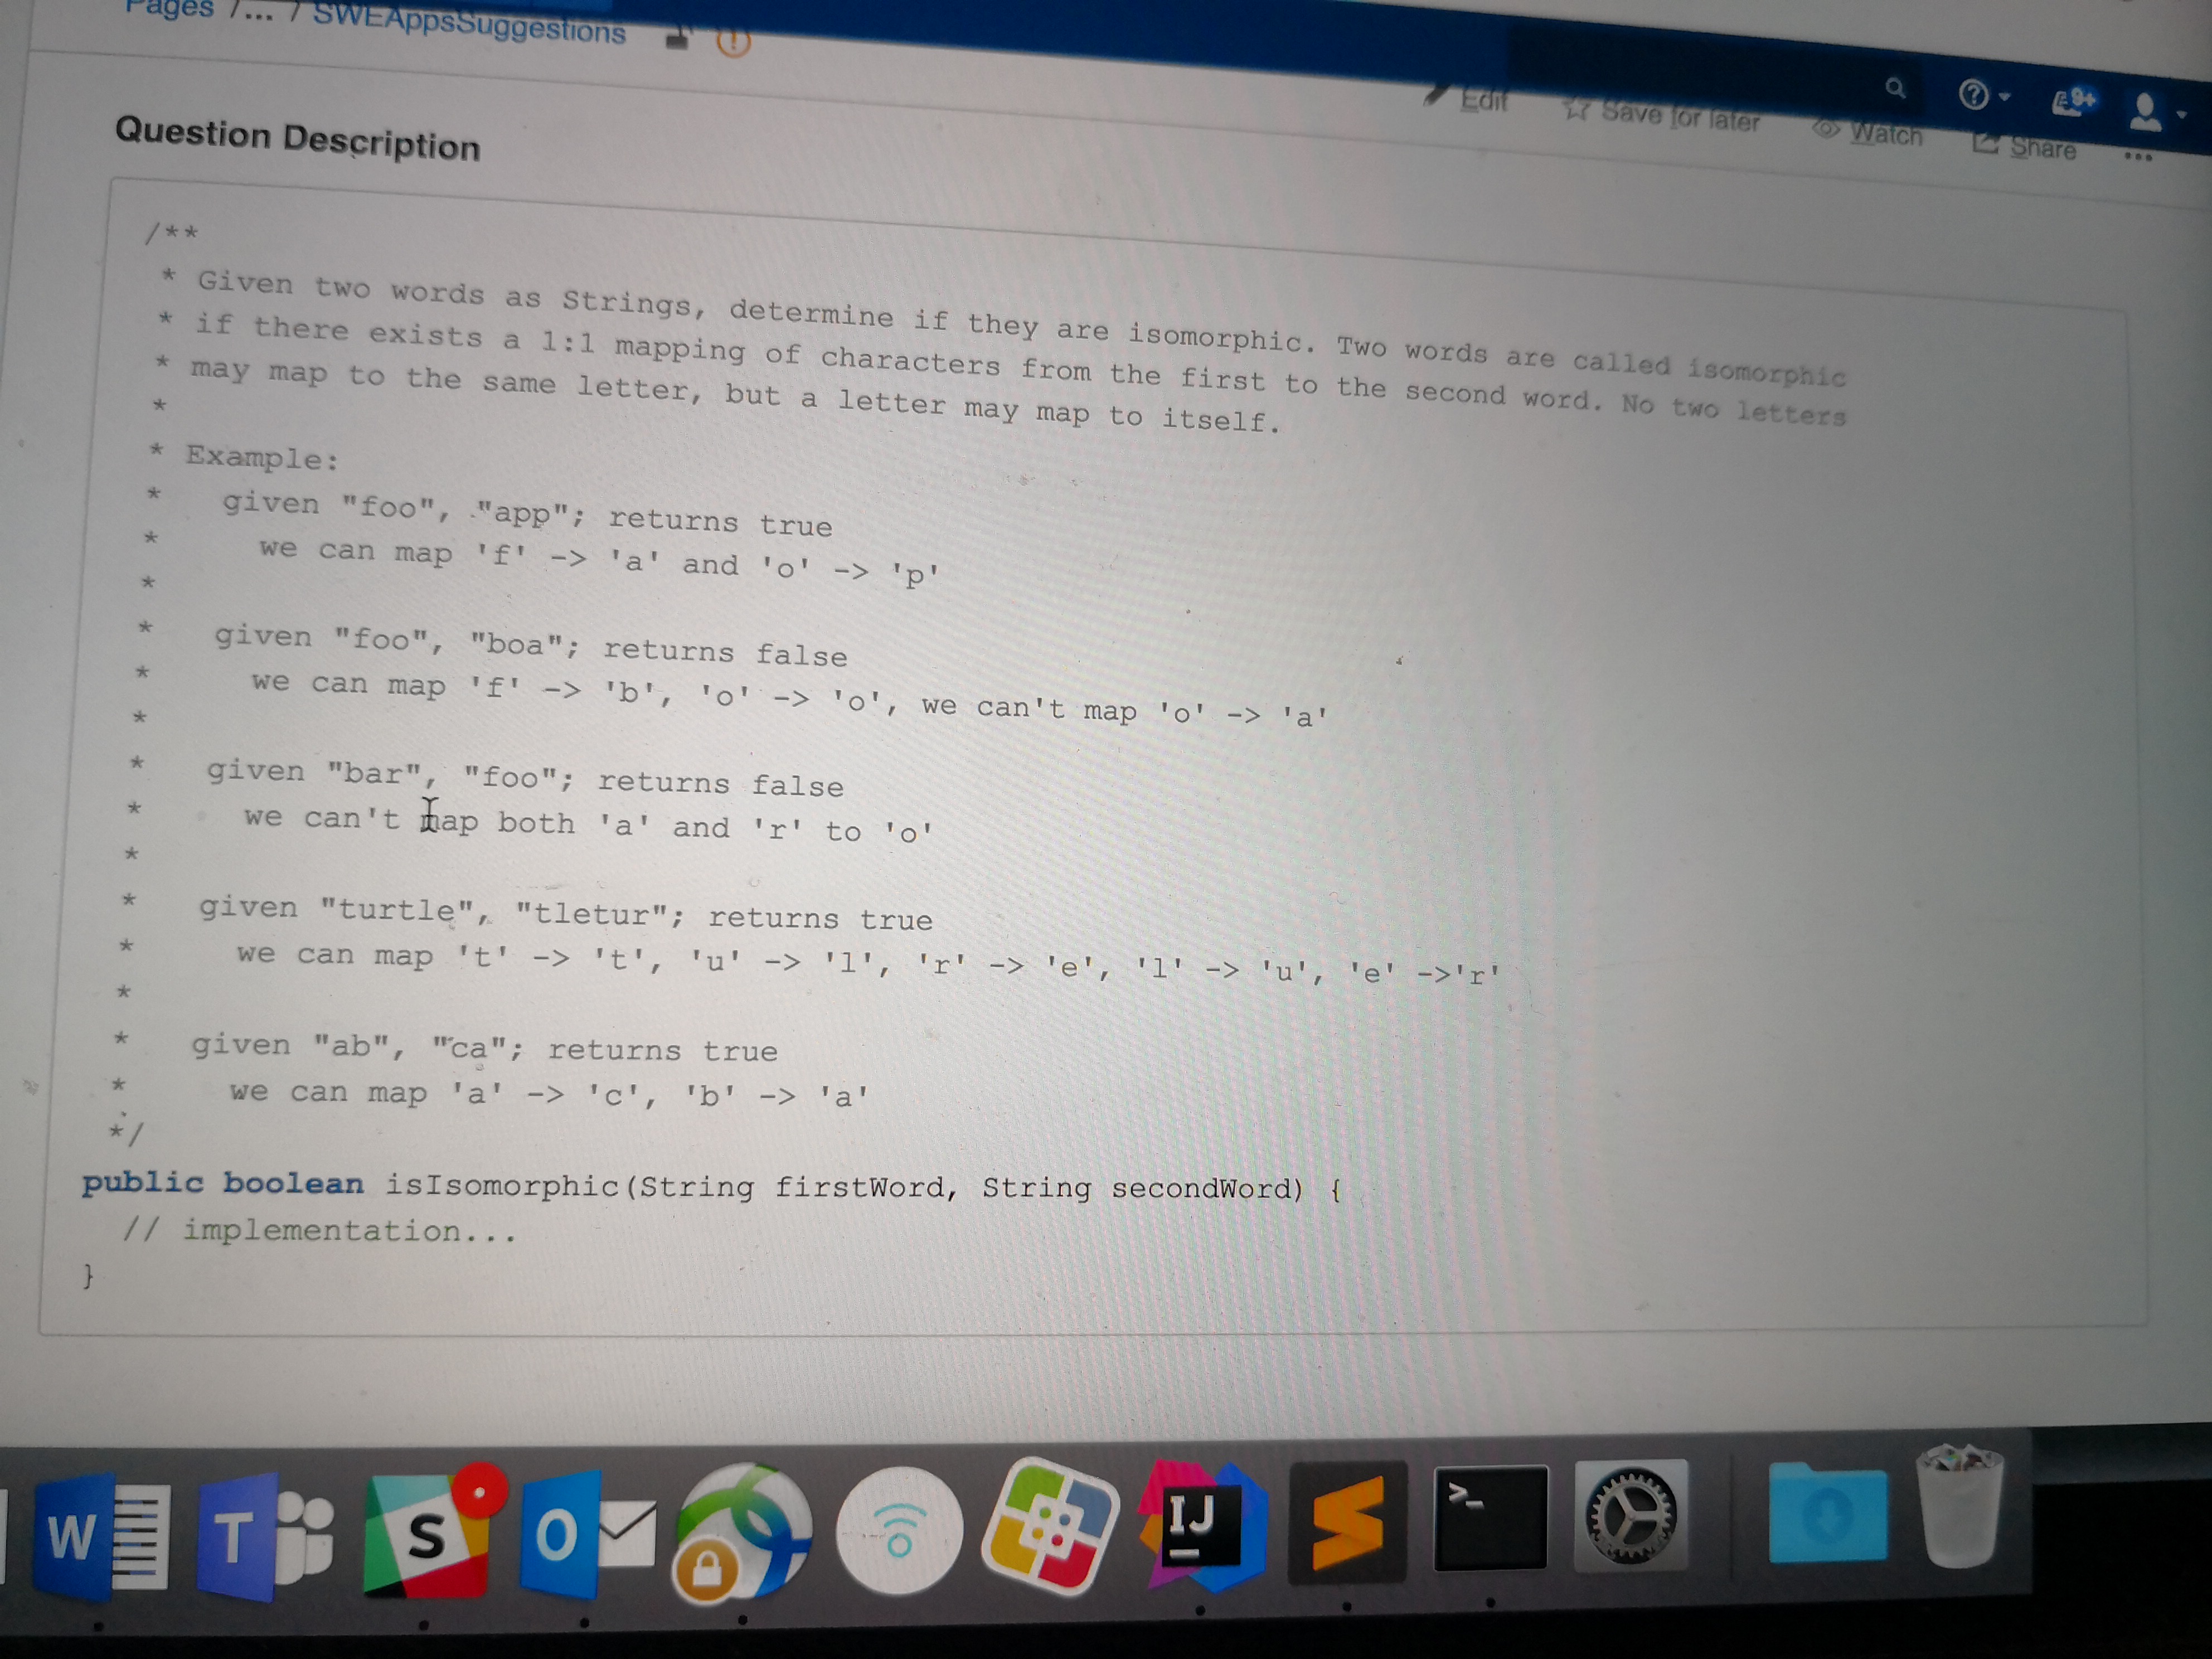 Pages /... / SWEAppsSuggestions
Edit Save for later Watch Share ...
9+
Question Description
/**
* Given two words as Strings, determine if they are isomorphic. Two words are called isomorphic
* if there exists a 1:1 mapping of characters from the first to the second word. No two letters
* may map to the same letter, but a letter may map to itself.
*
* Example:
* given "foo", "app"; returns true
* we can map 'f' -> 'a' and 'o' -> 'p'
*
* given "foo", "boa"; returns false
* we can map 'f' -> 'b', 'o' -> 'o', we can't map 'o' -> 'a'
*
* given "bar", "foo"; returns false
* we can't map both 'a' and 'r' to 'o'
*
* given "turtle", "tletur"; returns true
* we can map 't' -> 't', 'u' -> 'l', 'r' -> 'e', 'l' -> 'u', 'e' ->'r'
*
* given "ab", "ca"; returns true
* we can map 'a' -> 'c', 'b' -> 'a'
*/
public boolean isIsomorphic(String firstWord, String secondWord) {
// implementation...
}
W T S O IJ >_